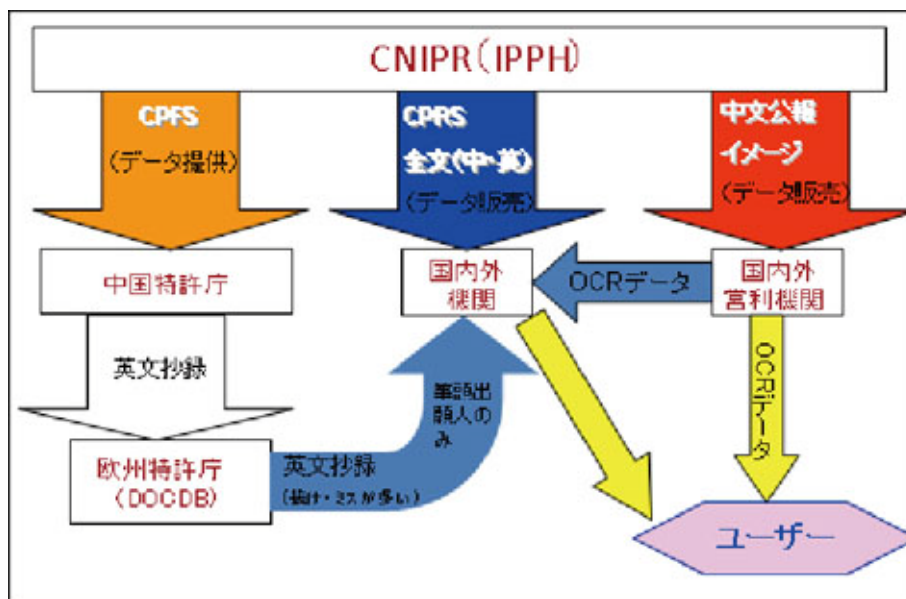 CNIPR(IPPH)
CPFS
(データ提供)
CPRS
全文(中・英)
(データ販売)
中文公報
イメージ
(データ販売)
中国特許庁
国内外
機関
OCRデータ
国内外
営利機関
英文抄録
筆頭出
願人の
み
OCRデータ
欧州特許庁
(DOCDB)
英文抄録
(抜け・ミスが多い)
ユーザー